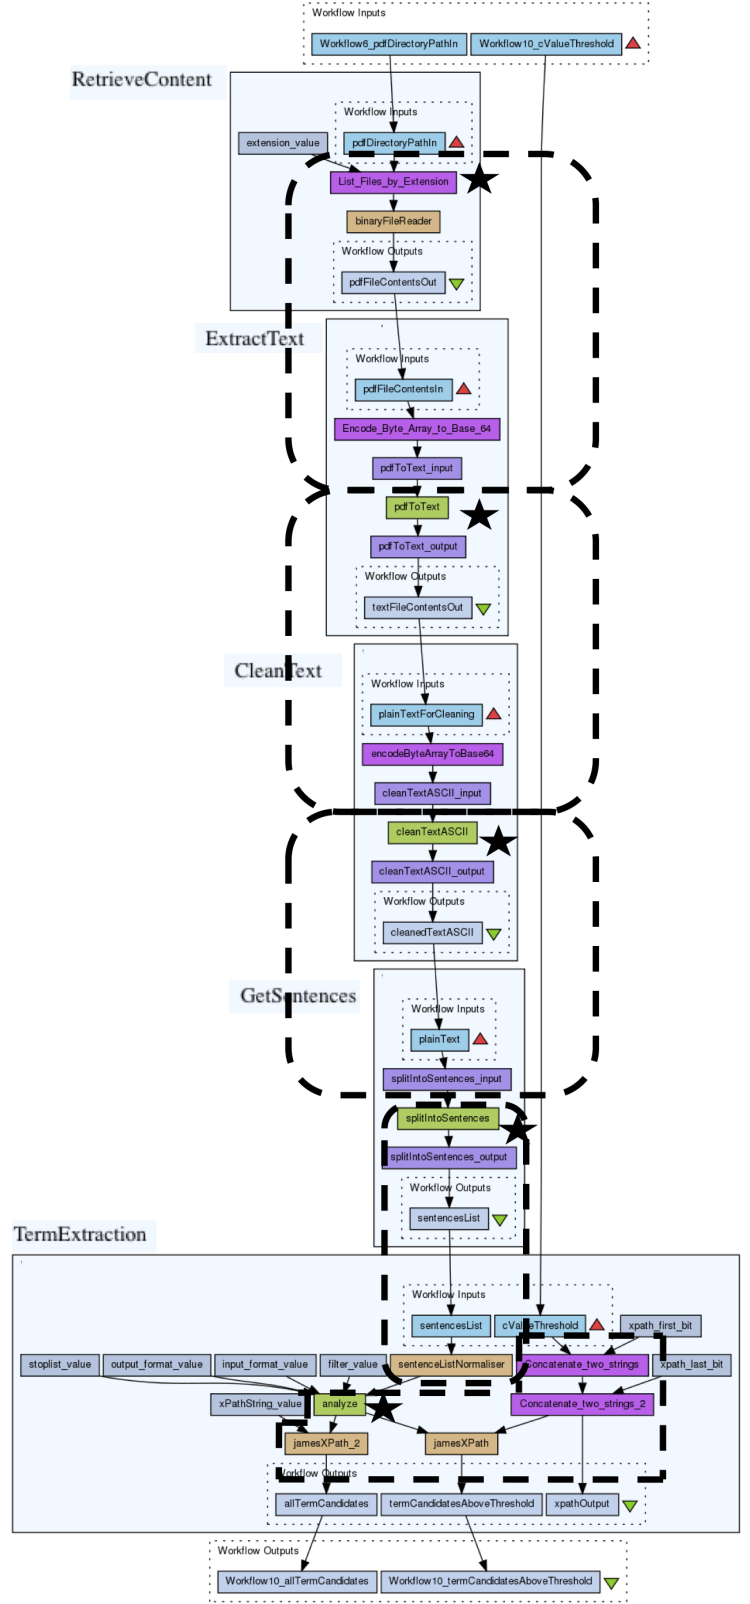 Workflow Inputs
Workflow6_pdfDirectoryPathIn Workflow10_cValueThreshold
RetrieveContent
Workflow Inputs
extension_value pdfDirectoryPathIn
List_Files_by_Extension
binaryFileReader
Workflow Outputs
pdfFileContentsOut
ExtractText
Workflow Inputs
pdfFileContentsIn
Encode_Byte_Array_to_Base_64
pdfToText_input
pdfToText
pdfToText_output
Workflow Outputs
textFileContentsOut
CleanText
Workflow Inputs
plainTextForCleaning
encodeByteArrayToBase64
cleanTextASCII_input
cleanTextASCII
cleanTextASCII_output
Workflow Outputs
cleanedTextASCII
GetSentences
Workflow Inputs
plainText
splitIntoSentences_input
splitIntoSentences
splitIntoSentences_output
Workflow Outputs
sentencesList
TermExtraction
Workflow Inputs
sentencesList cValueThreshold xpath_first_bit
stoplist_value output_format_value input_format_value filter_value sentenceListNormaliser Concatenate_two_strings xpath_last_bit
xPathString_value analyze Concatenate_two_strings_2
jamesXPath_2 jamesXPath
Workflow Outputs
allTermCandidates termCandidatesAboveThreshold xpathOutput
Workflow Outputs
Workflow10_allTermCandidates Workflow10_termCandidatesAboveThreshold